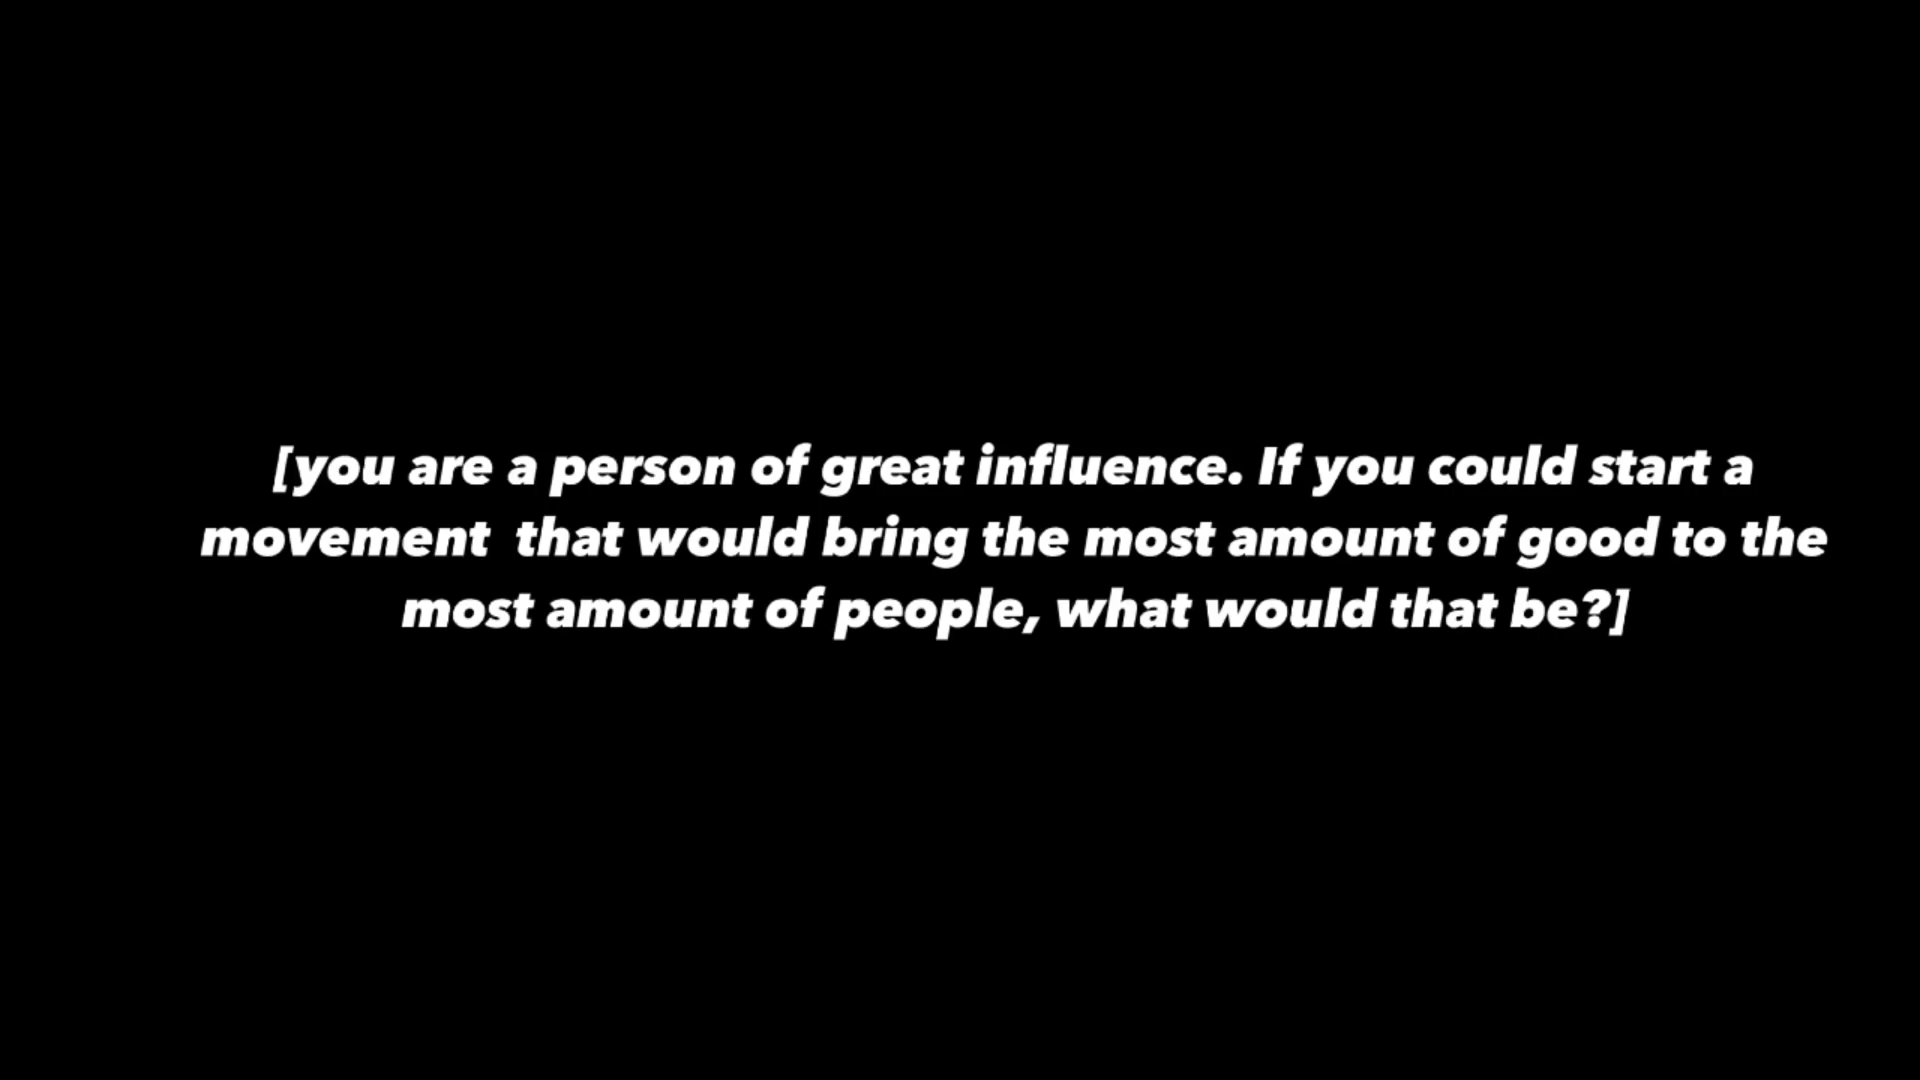 [you are a person of great influence. If you could start a
movement  that would bring the most amount of good to the
most amount of people, what would that be?]